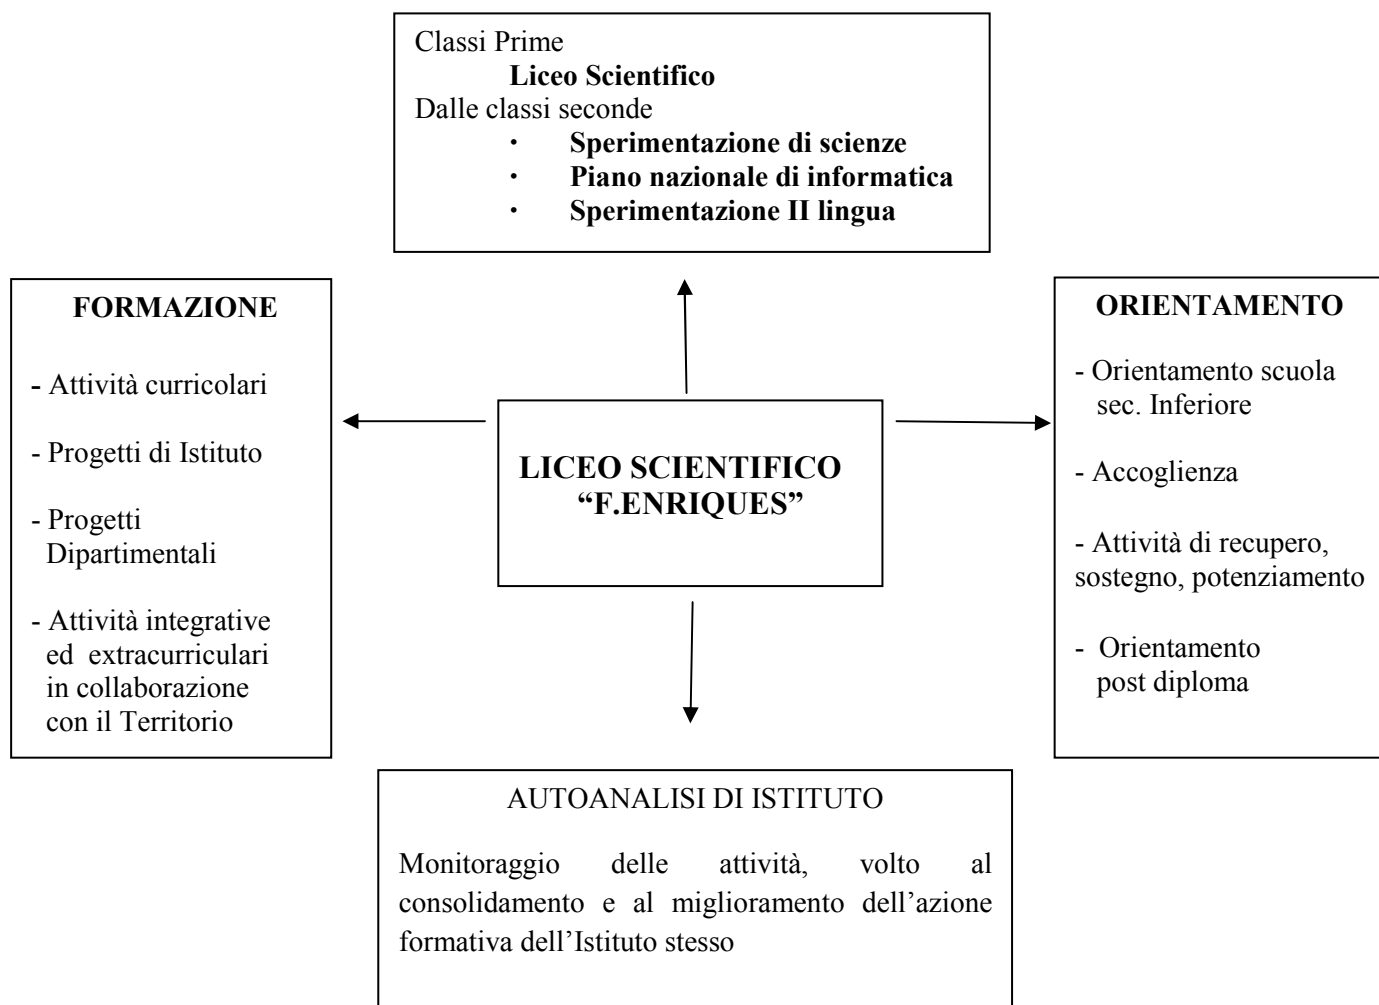 Classi Prime
Liceo Scientifico
Dalle classi seconde
· Sperimentazione di scienze
· Piano nazionale di informatica
· Sperimentazione II lingua
FORMAZIONE
- Attività curricolari
- Progetti di Istituto
- Progetti
Dipartimentali
- Attività integrative
ed extracurriculari
in collaborazione
con il Territorio
LICEO SCIENTIFICO
“F.ENRIQUES”
ORIENTAMENTO
- Orientamento scuola
sec. Inferiore
- Accoglienza
- Attività di recupero,
sostegno, potenziamento
- Orientamento
post diploma
AUTOANALISI DI ISTITUTO
Monitoraggio delle attività, volto al
consolidamento e al miglioramento dell’azione
formativa dell’Istituto stesso